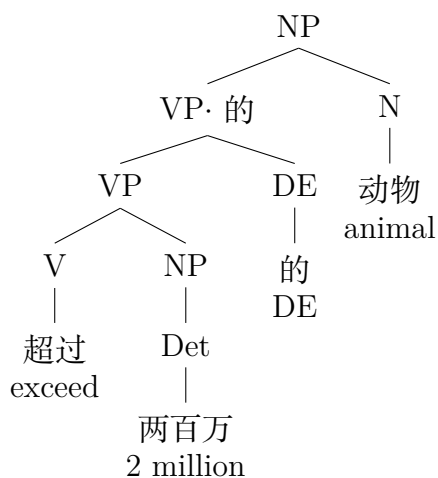 NP
VP· 的 N
VP DE 动物
animal
V NP 的
DE
超过 Det
exceed
两百万
2 million